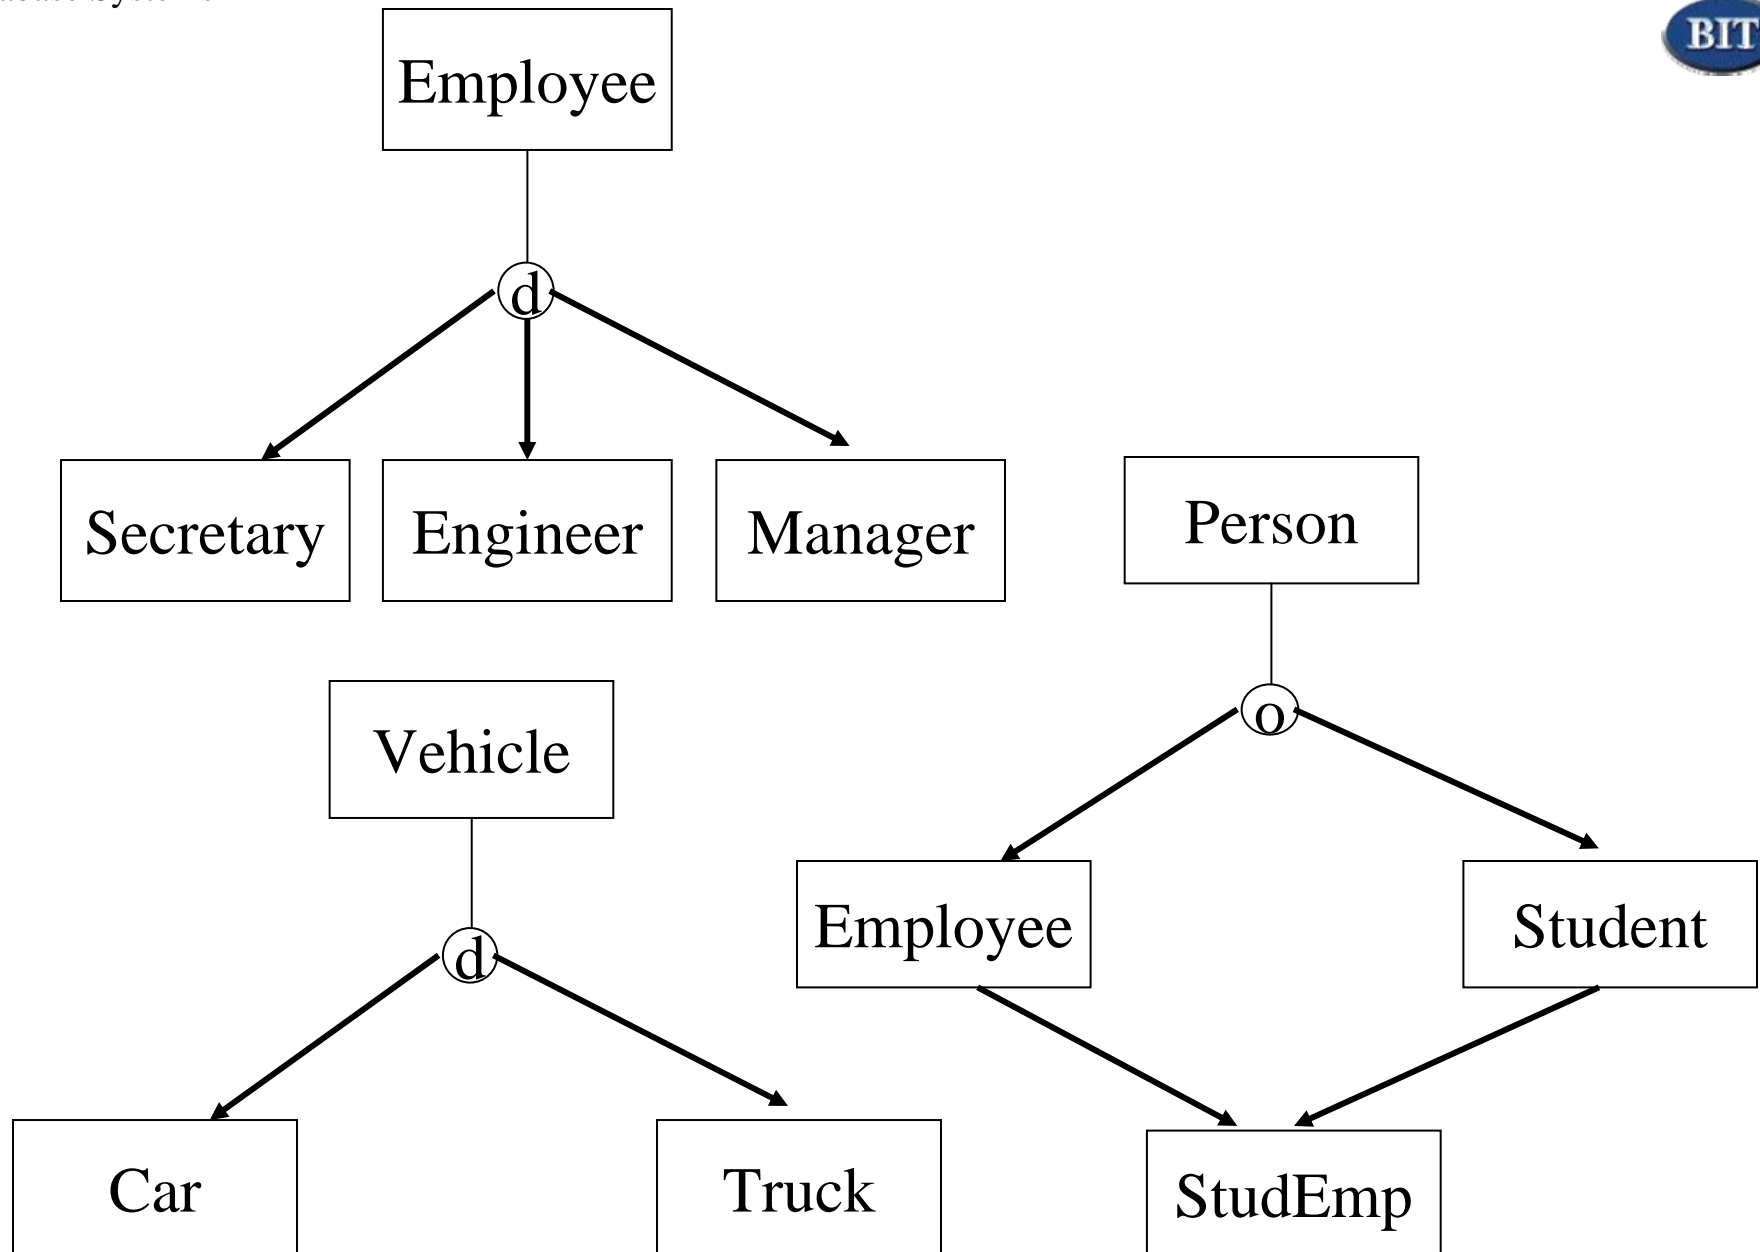 BIT
Employee
d
Secretary Engineer Manager
Person
o
Vehicle
d
Employee Student
Car Truck StudEmp